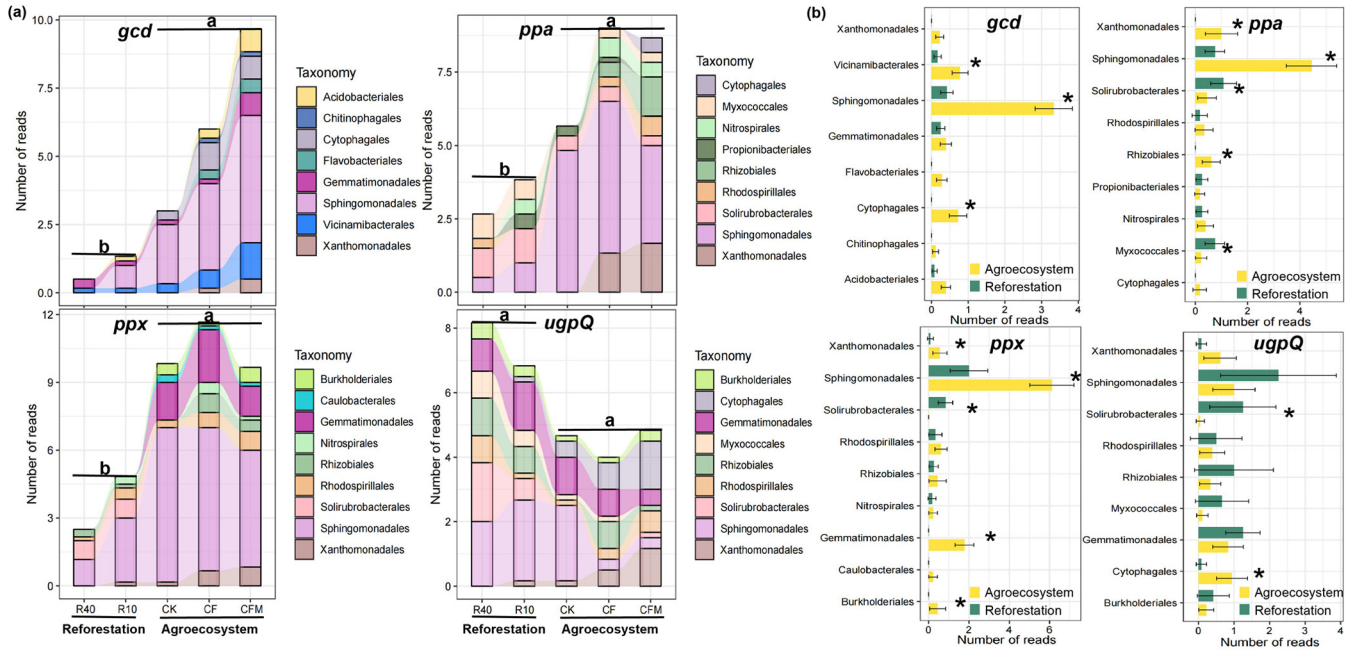 (a)
gcd
a
b
Number of reads
10.0
7.5
5.0
2.5
0.0
Taxonomy
Acidobacteriales
Chitinophagales
Cytophagales
Flavobacteriales
Gemmatimonadales
Sphingomonadales
Vicinamibacterales
Xanthomonadales
ppa
a
b
Number of reads
7.5
5.0
2.5
0.0
Taxonomy
Cytophagales
Myxococcales
Nitrospirales
Propionibacteriales
Rhizobiales
Rhodospirillales
Solirubrobacterales
Sphingomonadales
Xanthomonadales
ppx
a
b
Number of reads
12
9
6
3
0
R40
R10
CK
CF
CFM
Reforestation
Agroecosystem
Taxonomy
Burkholderiales
Caulobacterales
Gemmatimonadales
Nitrospirales
Rhizobiales
Rhodospirillales
Solirubrobacterales
Sphingomonadales
Xanthomonadales
ugpQ
a
a
Number of reads
8
6
4
2
0
R40
R10
CK
CF
CFM
Reforestation
Agroecosystem
Taxonomy
Burkholderiales
Cytophagales
Gemmatimonadales
Myxococcales
Rhizobiales
Rhodospirillales
Solirubrobacterales
Sphingomonadales
Xanthomonadales
(b)
gcd
Xanthomonadales
Vicinamibacterales *
Sphingomonadales *
Gemmatimonadales
Flavobacteriales
Cytophagales *
Chitinophagales
Acidobacteriales
Agroecosystem
Reforestation
0 1 2 3 4
Number of reads
ppa
Xanthomonadales *
Sphingomonadales *
Solirubrobacterales *
Rhodospirillales
Rhizobiales *
Propionibacteriales
Nitrospirales
Myxococcales *
Cytophagales
Agroecosystem
Reforestation
0 2 4
Number of reads
ppx
Xanthomonadales *
Sphingomonadales *
Solirubrobacterales *
Rhodospirillales
Rhizobiales
Nitrospirales
Gemmatimonadales *
Caulobacterales
Burkholderiales *
Agroecosystem
Reforestation
0 2 4 6
Number of reads
ugpQ
Xanthomonadales
Sphingomonadales
Solirubrobacterales *
Rhodospirillales
Rhizobiales
Myxococcales
Gemmatimonadales
Cytophagales *
Burkholderiales
Agroecosystem
Reforestation
0 1 2 3 4
Number of reads